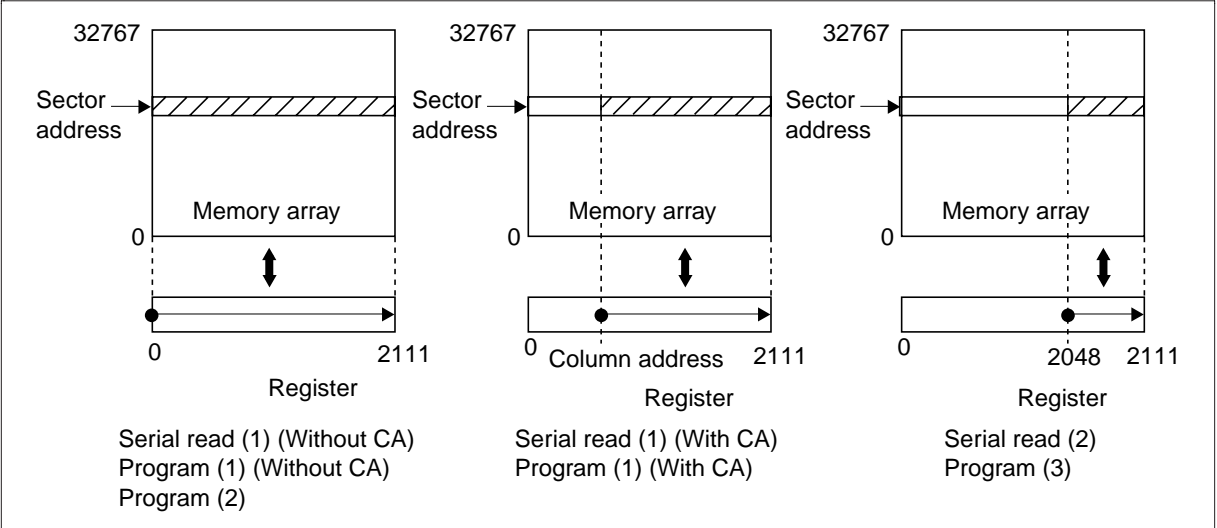 32767
Sector
address
Memory array
0
0
2111
Register
Serial read (1) (Without CA)
Program (1) (Without CA)
Program (2)
32767
Sector
address
Memory array
0
0
Column address
2111
Register
Serial read (1) (With CA)
Program (1) (With CA)
32767
Sector
address
Memory array
0
0
2048
2111
Register
Serial read (2)
Program (3)